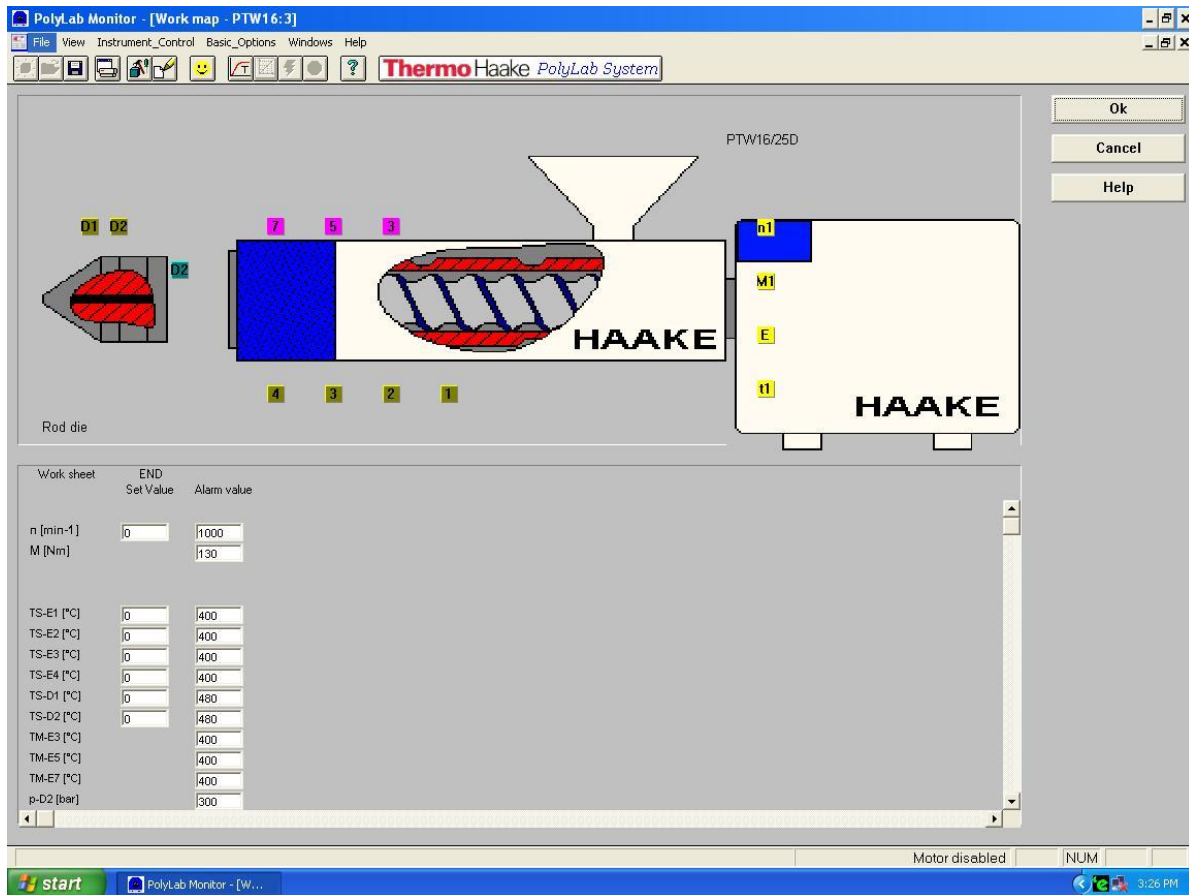 PolyLab Monitor - [Work map - PTW16:3]
File View Instrument_Control Basic_Options Windows Help
Thermo Haake PolyLab System
Ok
PTW16/25D
Cancel
Help
D1 D2 7 5 3 n1
D2
M1
HAAKE E
4 3 2 1 t1
HAAKE
Rod die
Work sheet END
Set Value Alarm value
n [min-1] 0 1000
M [Nm] 130
TS-E1 [°C] 0 400
TS-E2 [°C] 0 400
TS-E3 [°C] 0 400
TS-E4 [°C] 0 400
TS-D1 [°C] 0 480
TS-D2 [°C] 0 480
TM-E3 [°C] 400
TM-E5 [°C] 400
TM-E7 [°C] 400
p-D2 [bar] 300
Motor disabled NUM
start PolyLab Monitor - [W... 3:26 PM